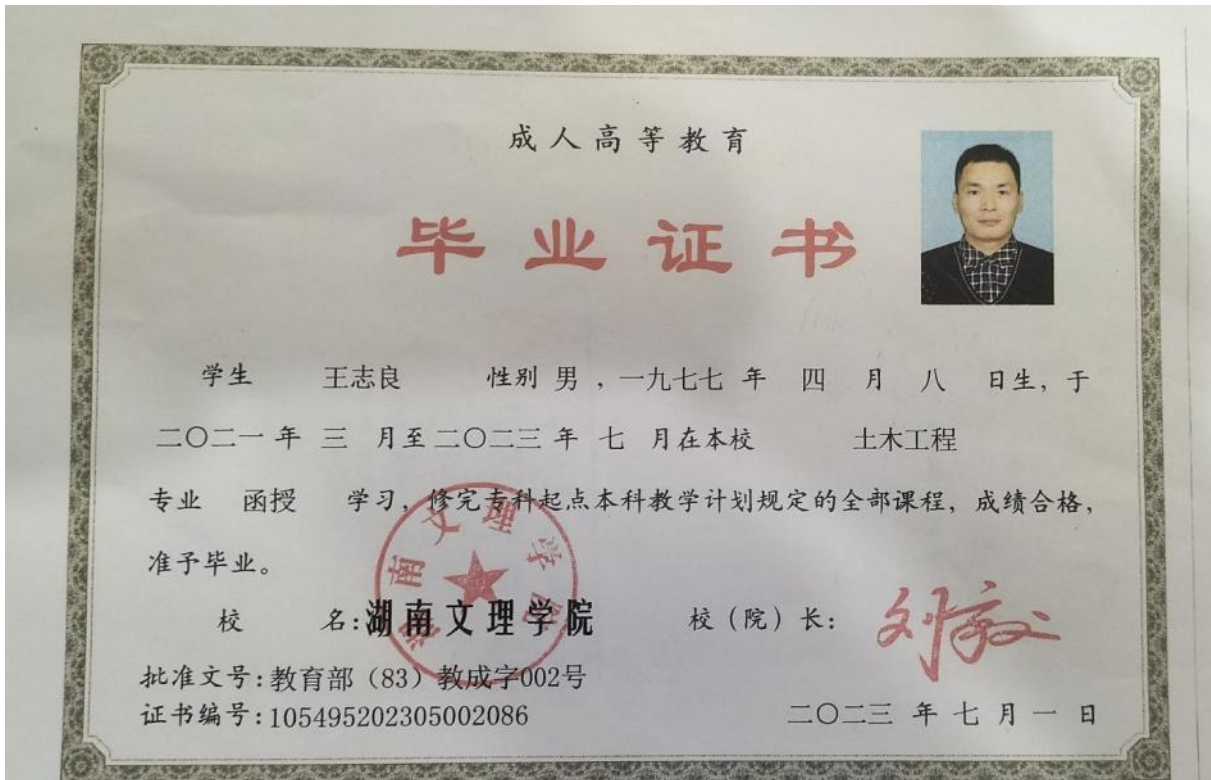 成人高等教育
毕业证书
学生 王志良 性别 男 ，一九七七 年 四 月 八 日生，于
二〇二一 年 三 月至 二〇二三 年 七 月在本校 土木工程
专业 函授 学习，修完专科起点本科教学计划规定的全部课程，成绩合格，
准予毕业。
湖南文理学院
校 名：湖南文理学院 校（院）长：
批准文号：教育部（83）教成字002号
证书编号：105495202305002086
二〇二三 年 七 月 一 日